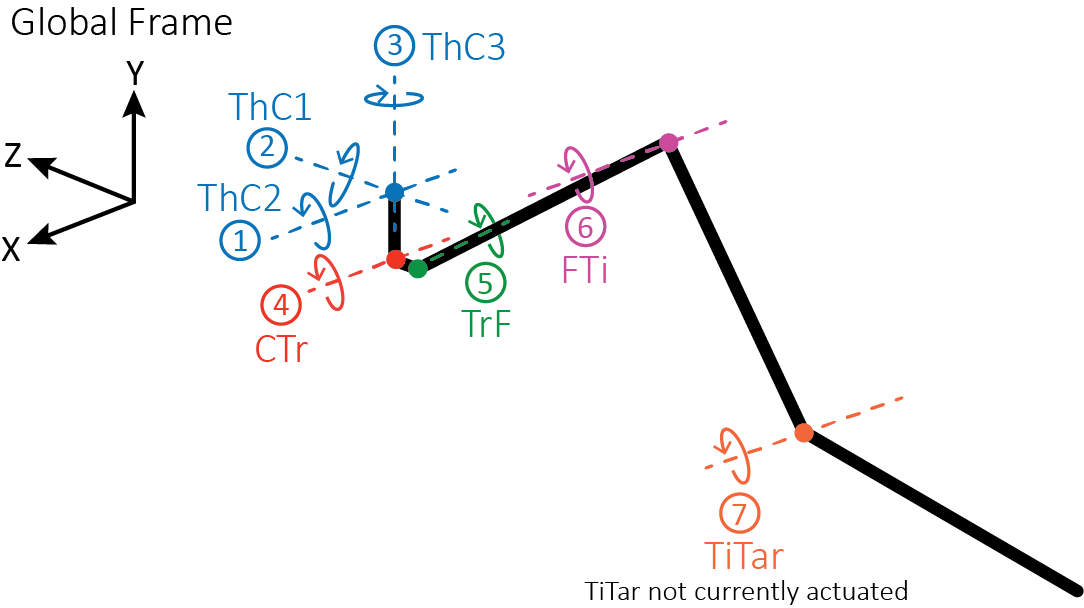 Global Frame
Y
Z
X
3 ThC3
ThC1
2
ThC2
1
4
CTr
5
TrF
6
FTi
7
TiTar
TiTar not currently actuated